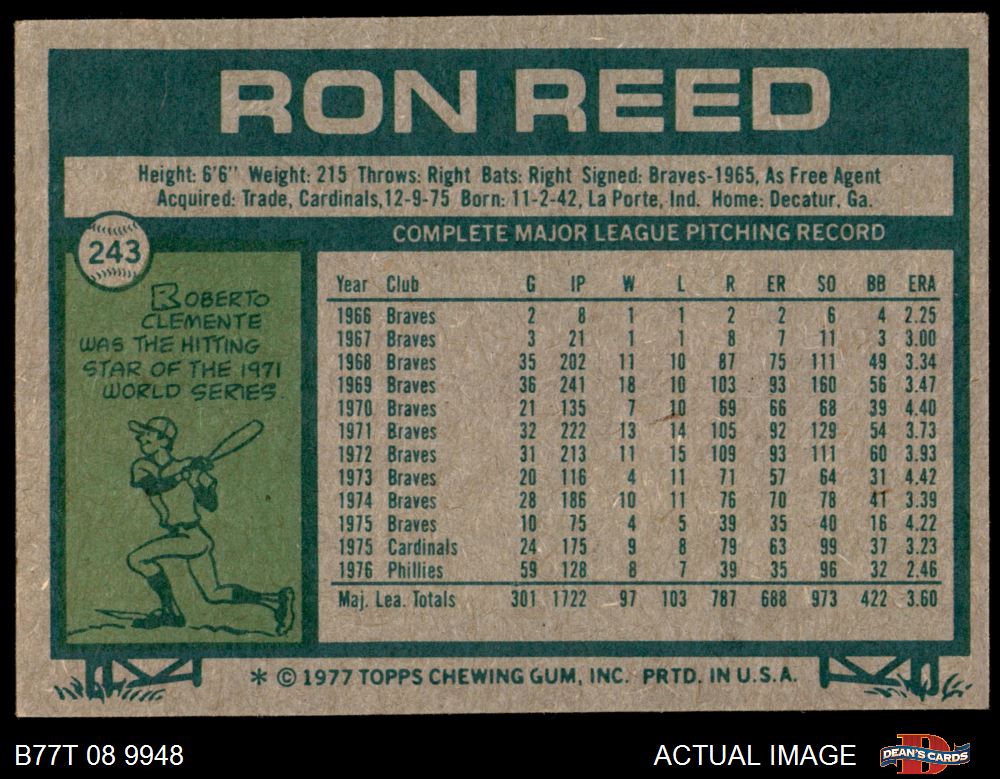 RON REED
Height: 6'6" Weight: 215 Throws: Right Bats: Right Signed: Braves-1965, As Free Agent
Acquired: Trade, Cardinals,12-9-75 Born: 11-2-42, La Porte, Ind. Home: Decatur, Ga.
243
ROBERTO
CLEMENTE
WAS THE HITTING
STAR OF THE 1971
WORLD SERIES.
COMPLETE MAJOR LEAGUE PITCHING RECORD
Year Club G IP W L R ER SO BB ERA
1966 Braves 2 8 1 1 2 2 6 4 2.25
1967 Braves 3 21 1 1 8 7 11 3 3.00
1968 Braves 35 202 11 10 87 75 111 49 3.34
1969 Braves 36 241 18 10 103 93 160 56 3.47
1970 Braves 21 135 7 10 69 66 68 39 4.40
1971 Braves 32 222 13 14 105 92 129 54 3.73
1972 Braves 31 213 11 15 109 93 111 60 3.93
1973 Braves 20 116 4 11 71 57 64 31 4.42
1974 Braves 28 186 10 11 76 70 78 41 3.39
1975 Braves 10 75 4 5 39 35 40 16 4.22
1975 Cardinals 24 175 9 8 79 63 99 37 3.23
1976 Phillies 59 128 8 7 39 35 96 32 2.46
Maj. Lea. Totals 301 1722 97 103 787 688 973 422 3.60
* © 1977 TOPPS CHEWING GUM, INC. PRTD. IN U.S.A.
B77T 08 9948
ACTUAL IMAGE
DEAN'S CARDS